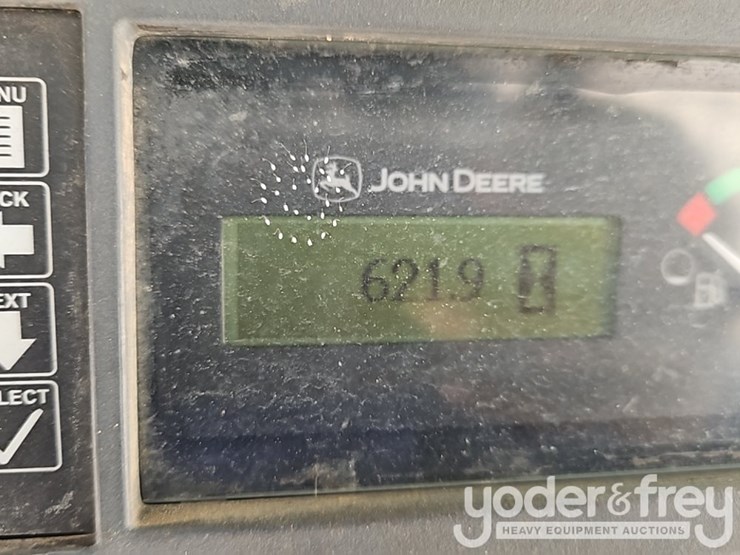 NU
CK
EXT
LECT
JOHN DEERE
621.9
yoder&frey
HEAVY EQUIPMENT AUCTIONS